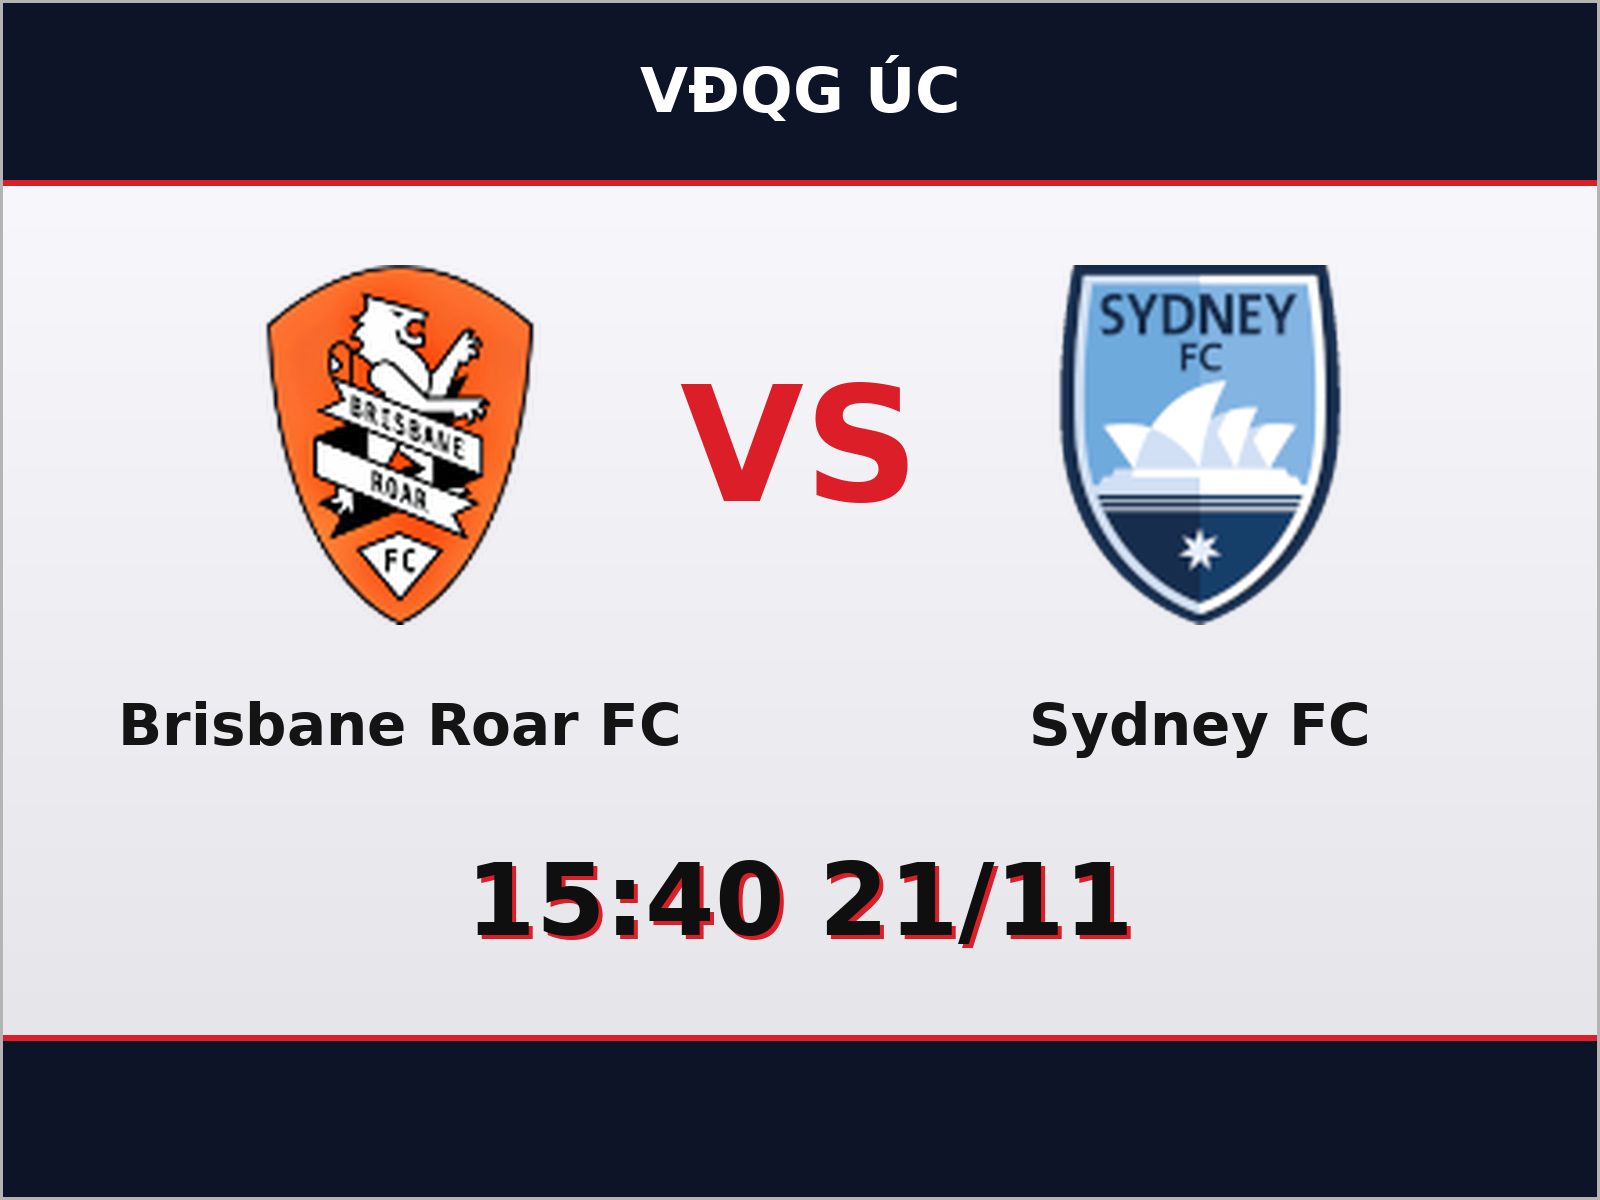 VĐQG ÚC
BRISBANE
ROAR
FC
VS
SYDNEY
FC
Brisbane Roar FC
Sydney FC
15:40 21/11